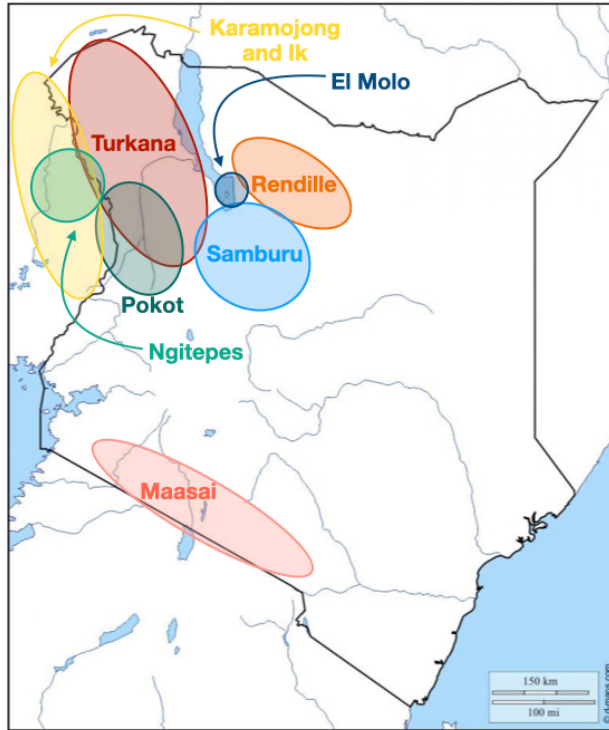 Karamojong
and Ik
El Molo
Turkana
Rendille
Samburu
Pokot
Ngitepes
Maasai
150 km
100 mi
© d-maps.com